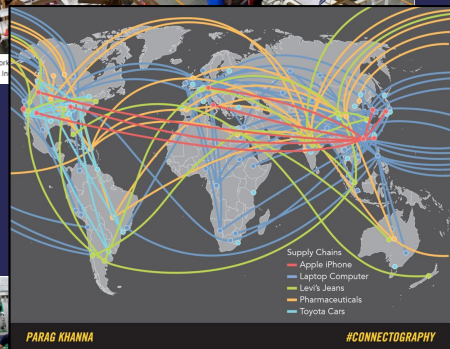 Supply Chains
Apple iPhone
Laptop Computer
Levi's Jeans
Pharmaceuticals
Toyota Cars
PARAG KHANNA
#CONNECTOGRAPHY